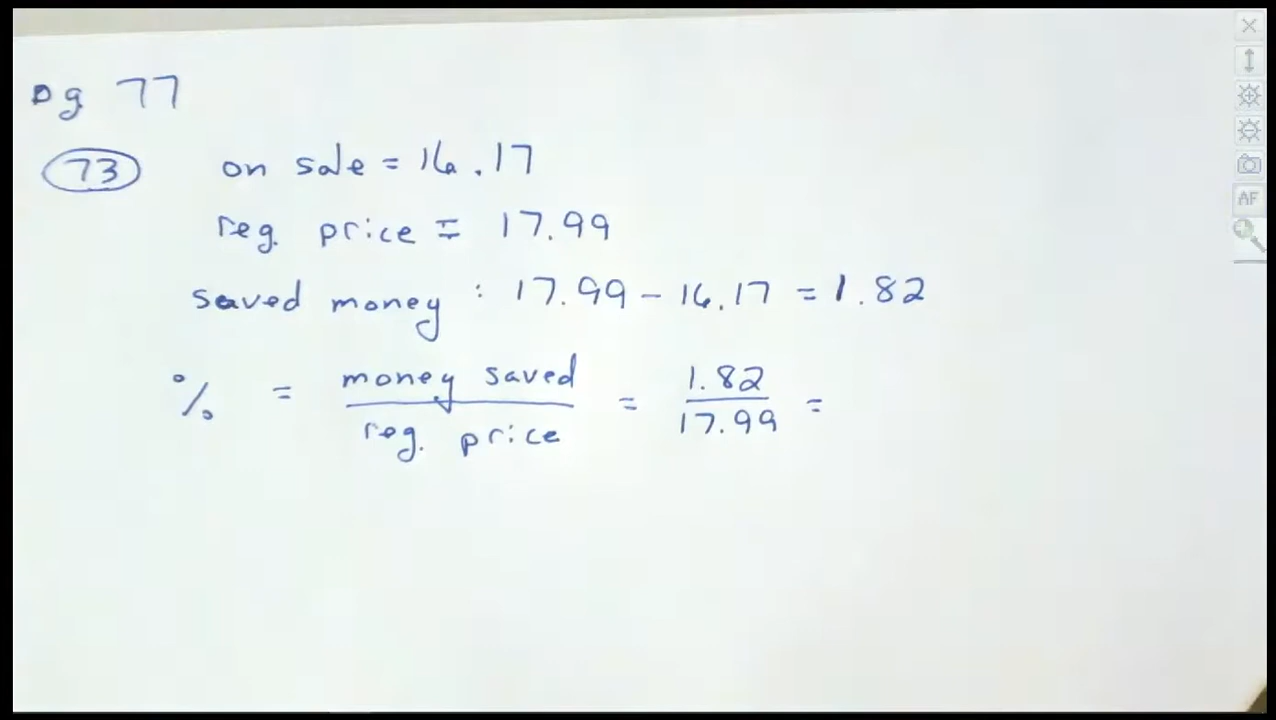 pg 77
73 on sale = 16.17
reg. price = 17.99
saved money : 17.99 - 16.17 = 1.82
% = money saved / reg. price = 1.82 / 17.99 =
AF